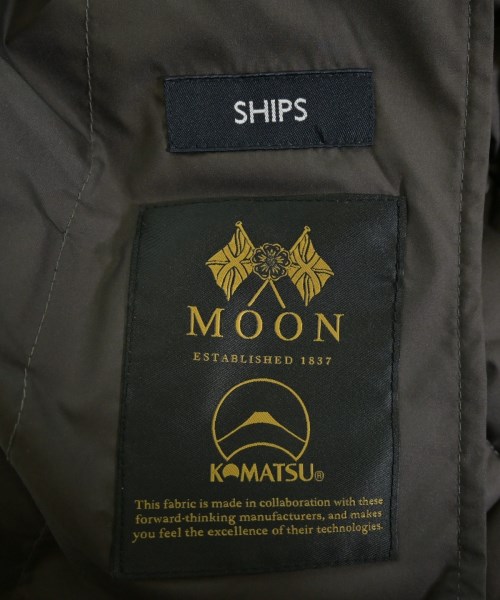 SHIPS
MOON
ESTABLISHED 1837
KOMATSU®
This fabric is made in collaboration with these
forward-thinking manufacturers, and makes
you feel the excellence of their technologies.